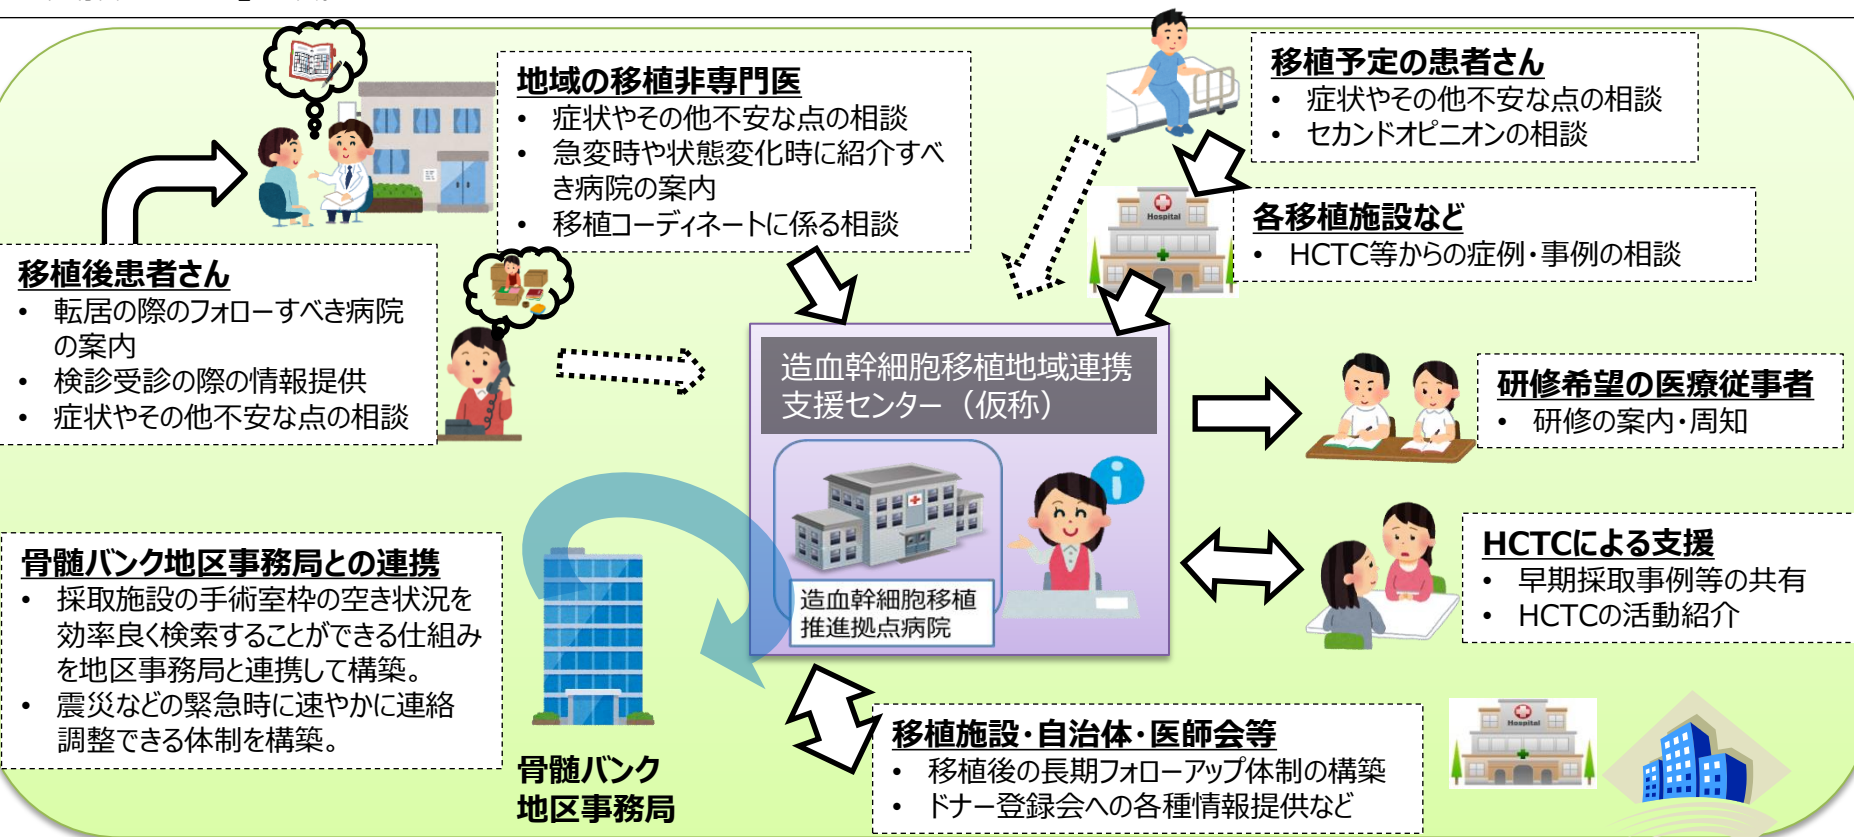 地域の移植非専門医
• 症状やその他不安な点の相談
• 急変時や状態変化時に紹介すべ
き病院の案内
• 移植コーディネートに係る相談
移植予定の患者さん
• 症状やその他不安な点の相談
• セカンドオピニオンの相談
Hospital
各移植施設など
• HCTC等からの症例・事例の相談
移植後患者さん
• 転居の際のフォローすべき病院
の案内
• 検診受診の際の情報提供
• 症状やその他不安な点の相談
造血幹細胞移植地域連携
支援センター（仮称）
造血幹細胞移植
推進拠点病院
研修希望の医療従事者
• 研修の案内・周知
骨髄バンク地区事務局との連携
• 採取施設の手術室枠の空き状況を
効率良く検索することができる仕組み
を地区事務局と連携して構築。
• 震災などの緊急時に速やかに連絡
調整できる体制を構築。
骨髄バンク
地区事務局
HCTCによる支援
• 早期採取事例等の共有
• HCTCの活動紹介
移植施設・自治体・医師会等
• 移植後の長期フォローアップ体制の構築
• ドナー登録会への各種情報提供など
Hospital